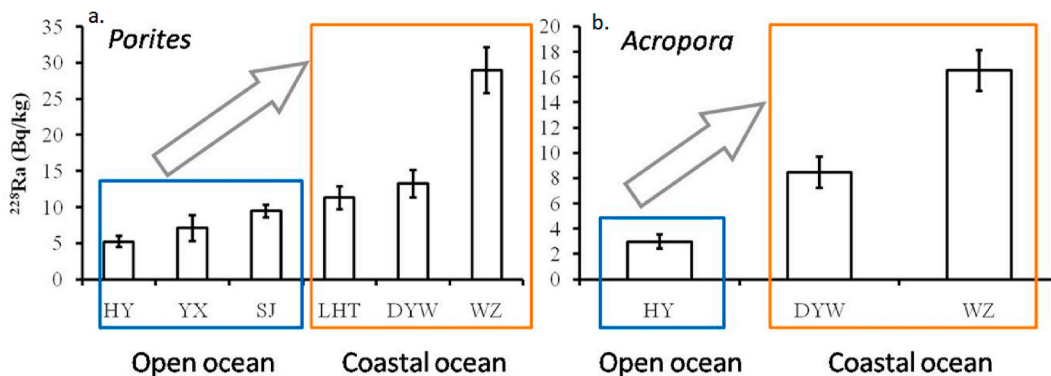 a.
Porites
²²⁸Ra (Bq/kg)
35
30
25
20
15
10
5
0
HY YX SJ LHT DYW WZ
Open ocean Coastal ocean
b.
Acropora
20
18
16
14
12
10
8
6
4
2
0
HY DYW WZ
Open ocean Coastal ocean